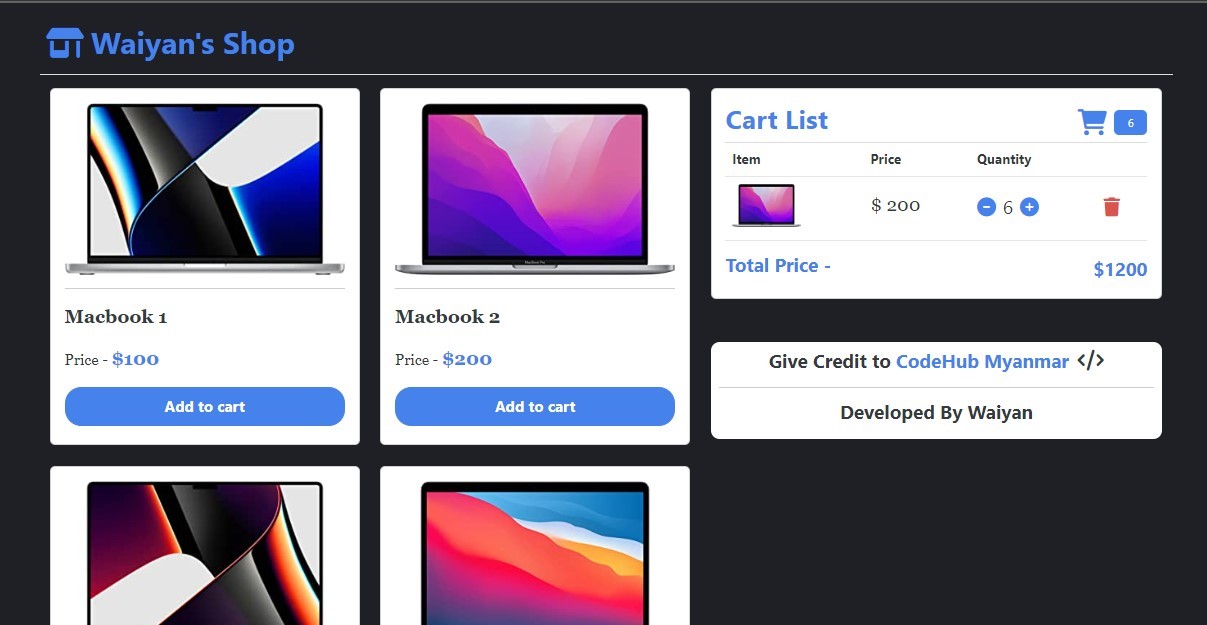 Waiyan's Shop
Macbook 1
Price - $100
Add to cart
Macbook 2
Price - $200
Add to cart
Cart List
6
Item Price Quantity
$ 200 - 6 +
Total Price - $1200
Give Credit to CodeHub Myanmar </>
Developed By Waiyan